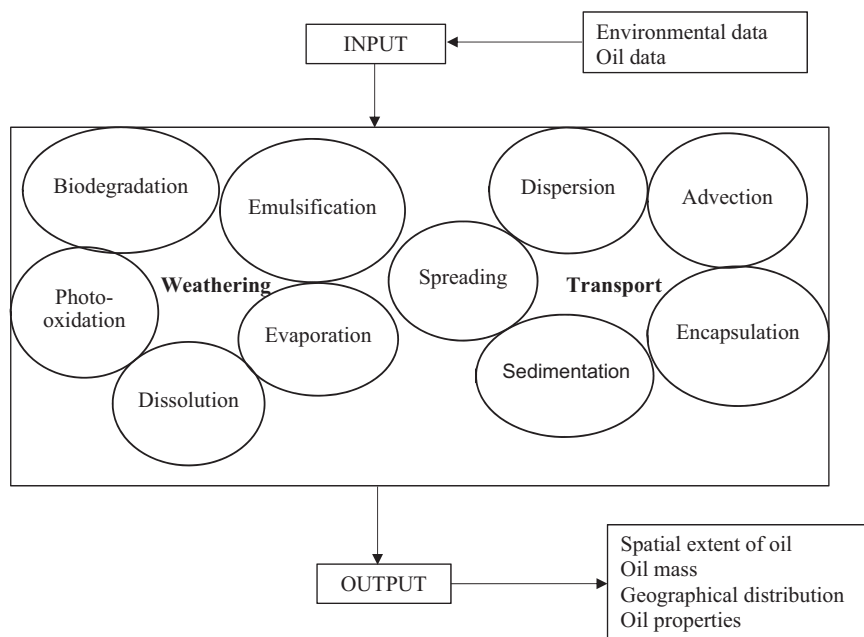 INPUT
Environmental data
Oil data
Biodegradation
Emulsification
Dispersion
Advection
Weathering
Spreading
Transport
Photo-
oxidation
Evaporation
Encapsulation
Dissolution
Sedimentation
OUTPUT
Spatial extent of oil
Oil mass
Geographical distribution
Oil properties